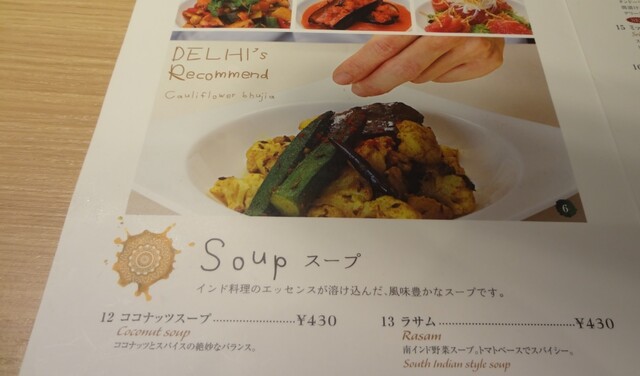 DELHI's
Recommend
Cauliflower bhujia
6
Soup スープ
インド料理のエッセンスが溶け込んだ、風味豊かなスープです。
12 ココナッツスープ ¥430
Coconut soup
ココナッツとスパイスの絶妙なバランス。
13 ラサム ¥430
Rasam
南インド野菜スープ。トマトベースでスパイシー。
South Indian style soup
15